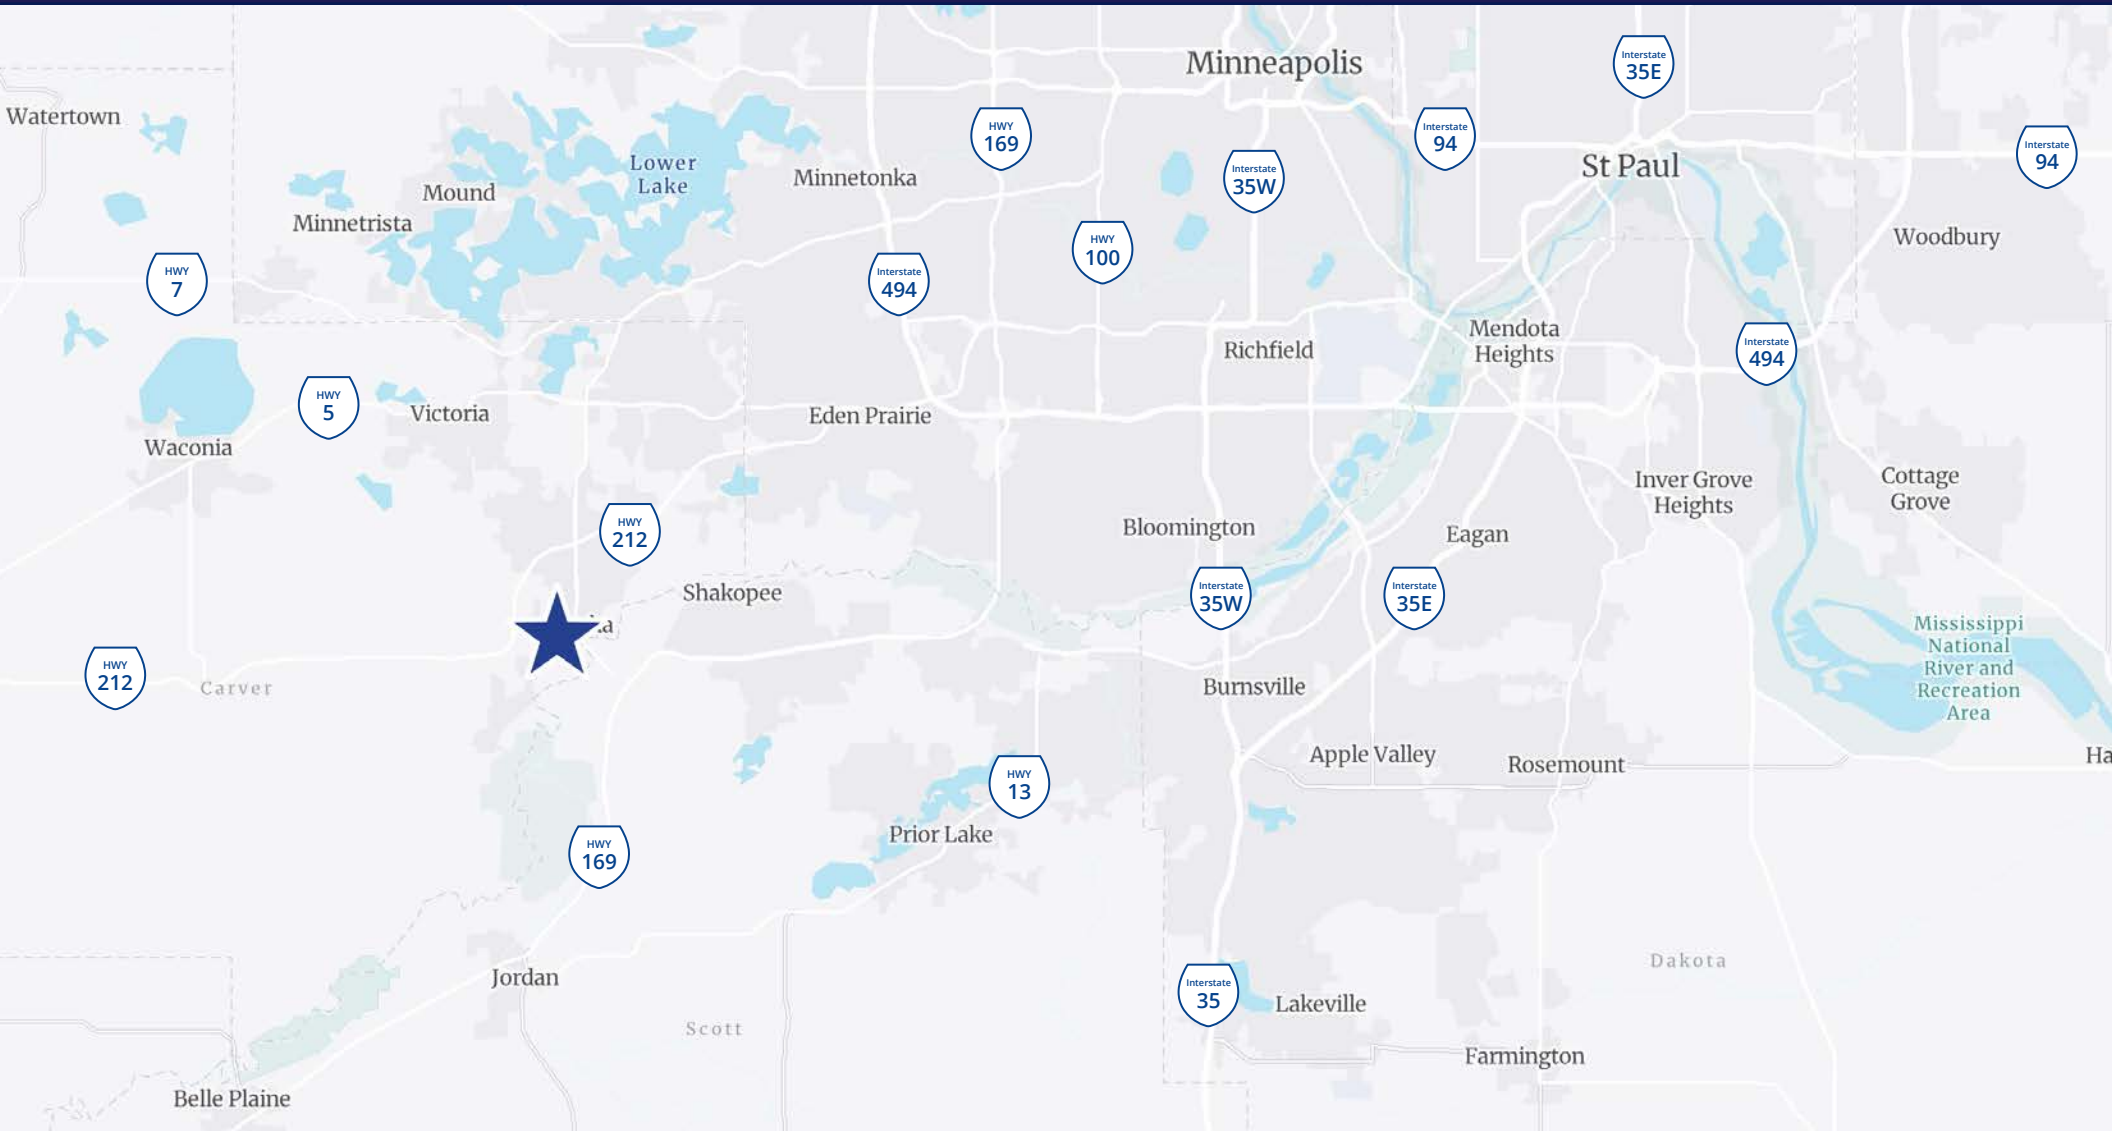 Minneapolis
Interstate
35E
Watertown
HWY
169
Interstate
94
Interstate
94
Lower
Lake
St Paul
Minnetonka
Interstate
35W
Mound
Minnetrista
Woodbury
HWY
100
HWY
7
Interstate
494
Mendota
Heights
Richfield
Interstate
494
HWY
5
Victoria
Eden Prairie
Waconia
Inver Grove
Heights
Cottage
Grove
HWY
212
Bloomington
Eagan
Shakopee
Interstate
35W
Interstate
35E
Mississippi
National
River and
Recreation
Area
HWY
212
Carver
Burnsville
Apple Valley
Rosemount
Ha
HWY
13
Prior Lake
HWY
169
Jordan
Dakota
Interstate
35
Lakeville
Scott
Farmington
Belle Plaine